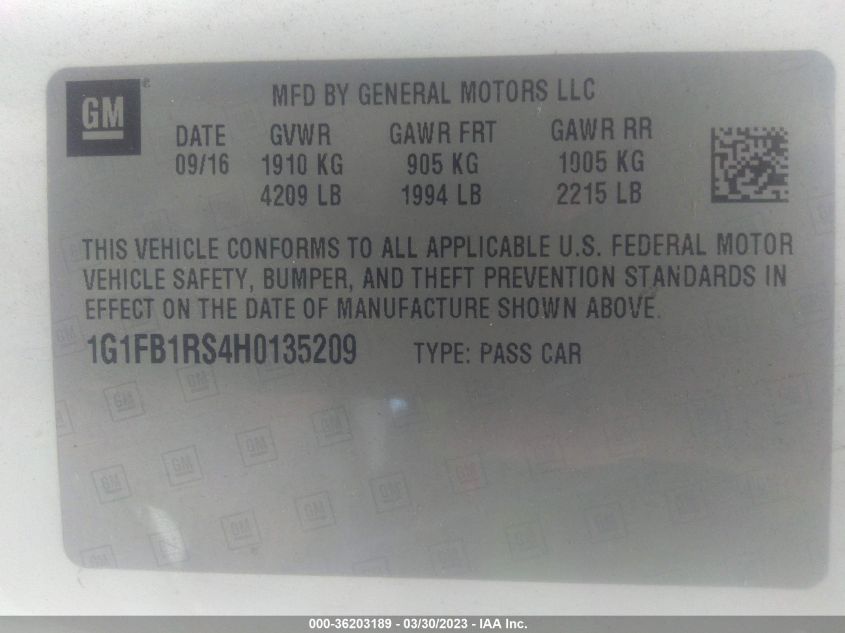 GM
MFD BY GENERAL MOTORS LLC
DATE GVWR GAWR FRT GAWR RR
09/16 1910 KG 905 KG 1005 KG
4209 LB 1994 LB 2215 LB
THIS VEHICLE CONFORMS TO ALL APPLICABLE U.S. FEDERAL MOTOR
VEHICLE SAFETY, BUMPER, AND THEFT PREVENTION STANDARDS IN
EFFECT ON THE DATE OF MANUFACTURE SHOWN ABOVE.
1G1FB1RS4H0135209 TYPE: PASS CAR
000-36203189 - 03/30/2023 - IAA Inc.